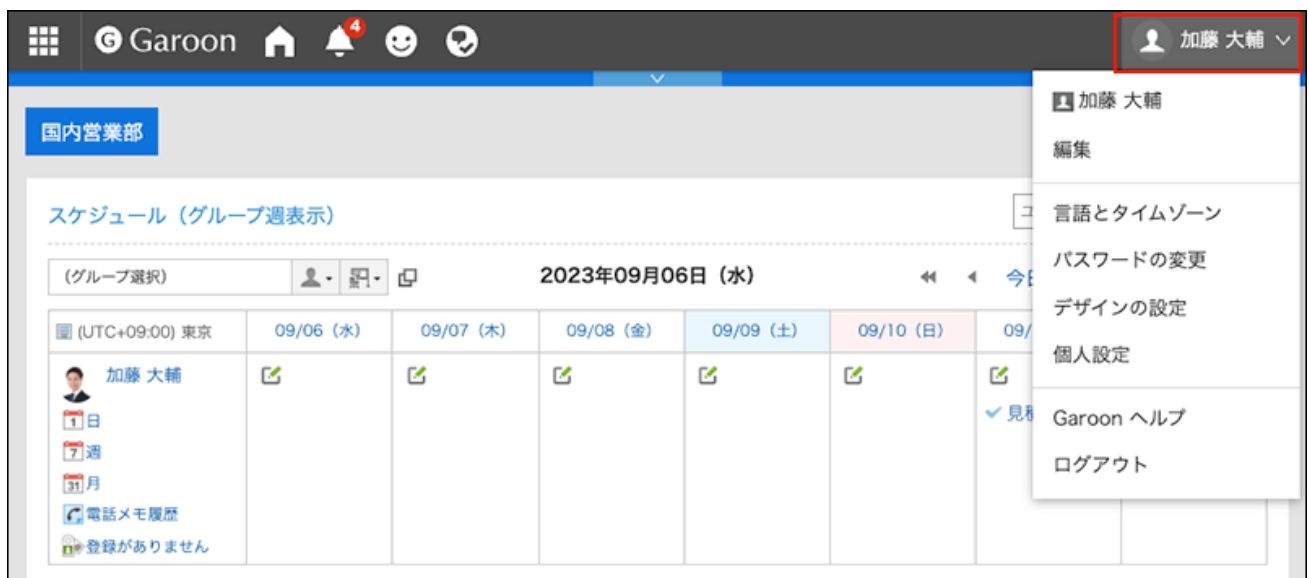 Garoon
4
加藤 大輔
加藤 大輔
編集
言語とタイムゾーン
パスワードの変更
デザインの設定
個人設定
Garoon ヘルプ
ログアウト
国内営業部
スケジュール（グループ週表示）
(グループ選択)
2023年09月06日（水）
(UTC+09:00) 東京
09/06（水）
09/07（木）
09/08（金）
09/09（土）
09/10（日）
09/
加藤 大輔
1 日
7 週
31 月
電話メモ履歴
登録がありません